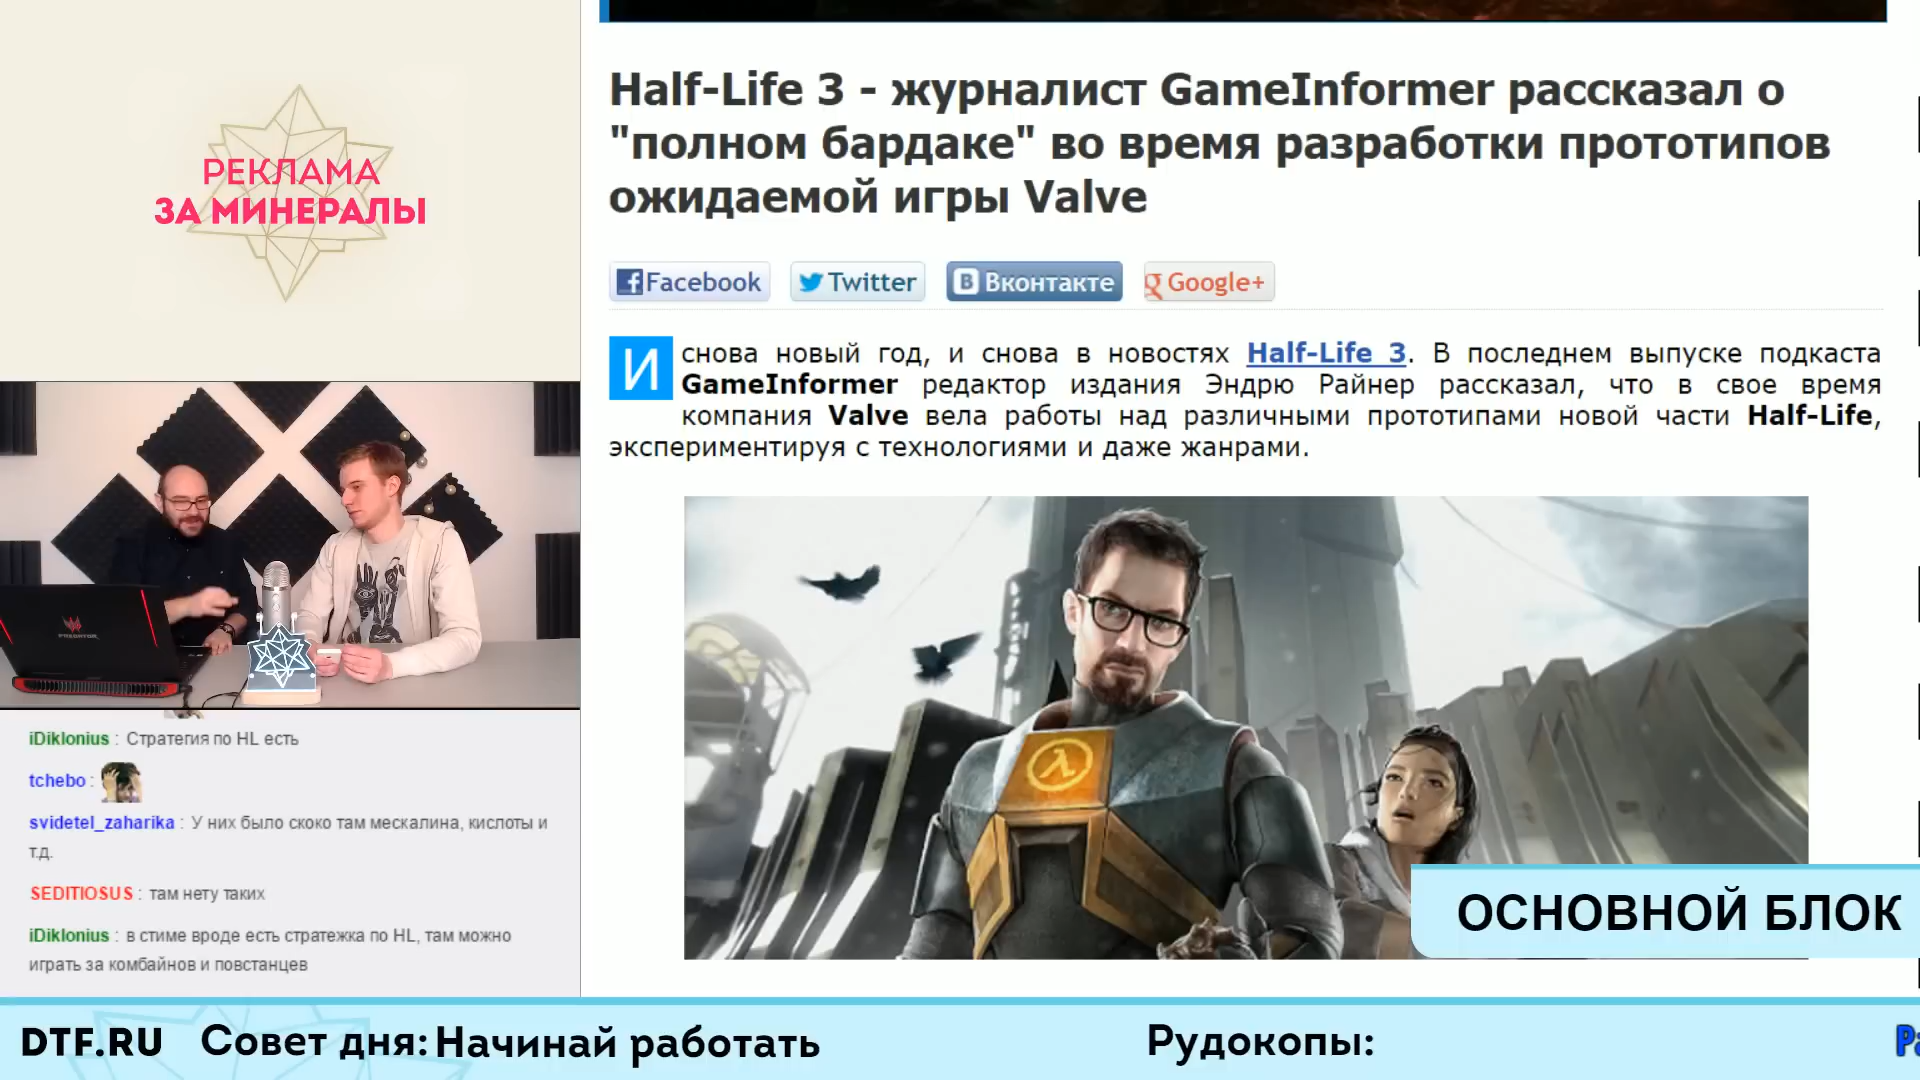 РЕКЛАМА
ЗА МИНЕРАЛЫ
PREDATOR
iDiklonius : Стратегия по HL есть
tchebo :
svidetel_zaharika : У них было скоко там мескалина, кислоты и
т.д.
SEDITIOSUS : там нету таких
iDiklonius : в стиме вроде есть стратежка по HL, там можно
играть за комбайнов и повстанцев
Half-Life 3 - журналист GameInformer рассказал о
"полном бардаке" во время разработки прототипов
ожидаемой игры Valve
Facebook Twitter Вконтакте Google+
И снова новый год, и снова в новостях Half-Life 3. В последнем выпуске подкаста
GameInformer редактор издания Эндрю Райнер рассказал, что в свое время
компания Valve вела работы над различными прототипами новой части Half-Life,
экспериментируя с технологиями и даже жанрами.
ОСНОВНОЙ БЛОК
DTF.RU Совет дня: Начинай работать Рудокопы: